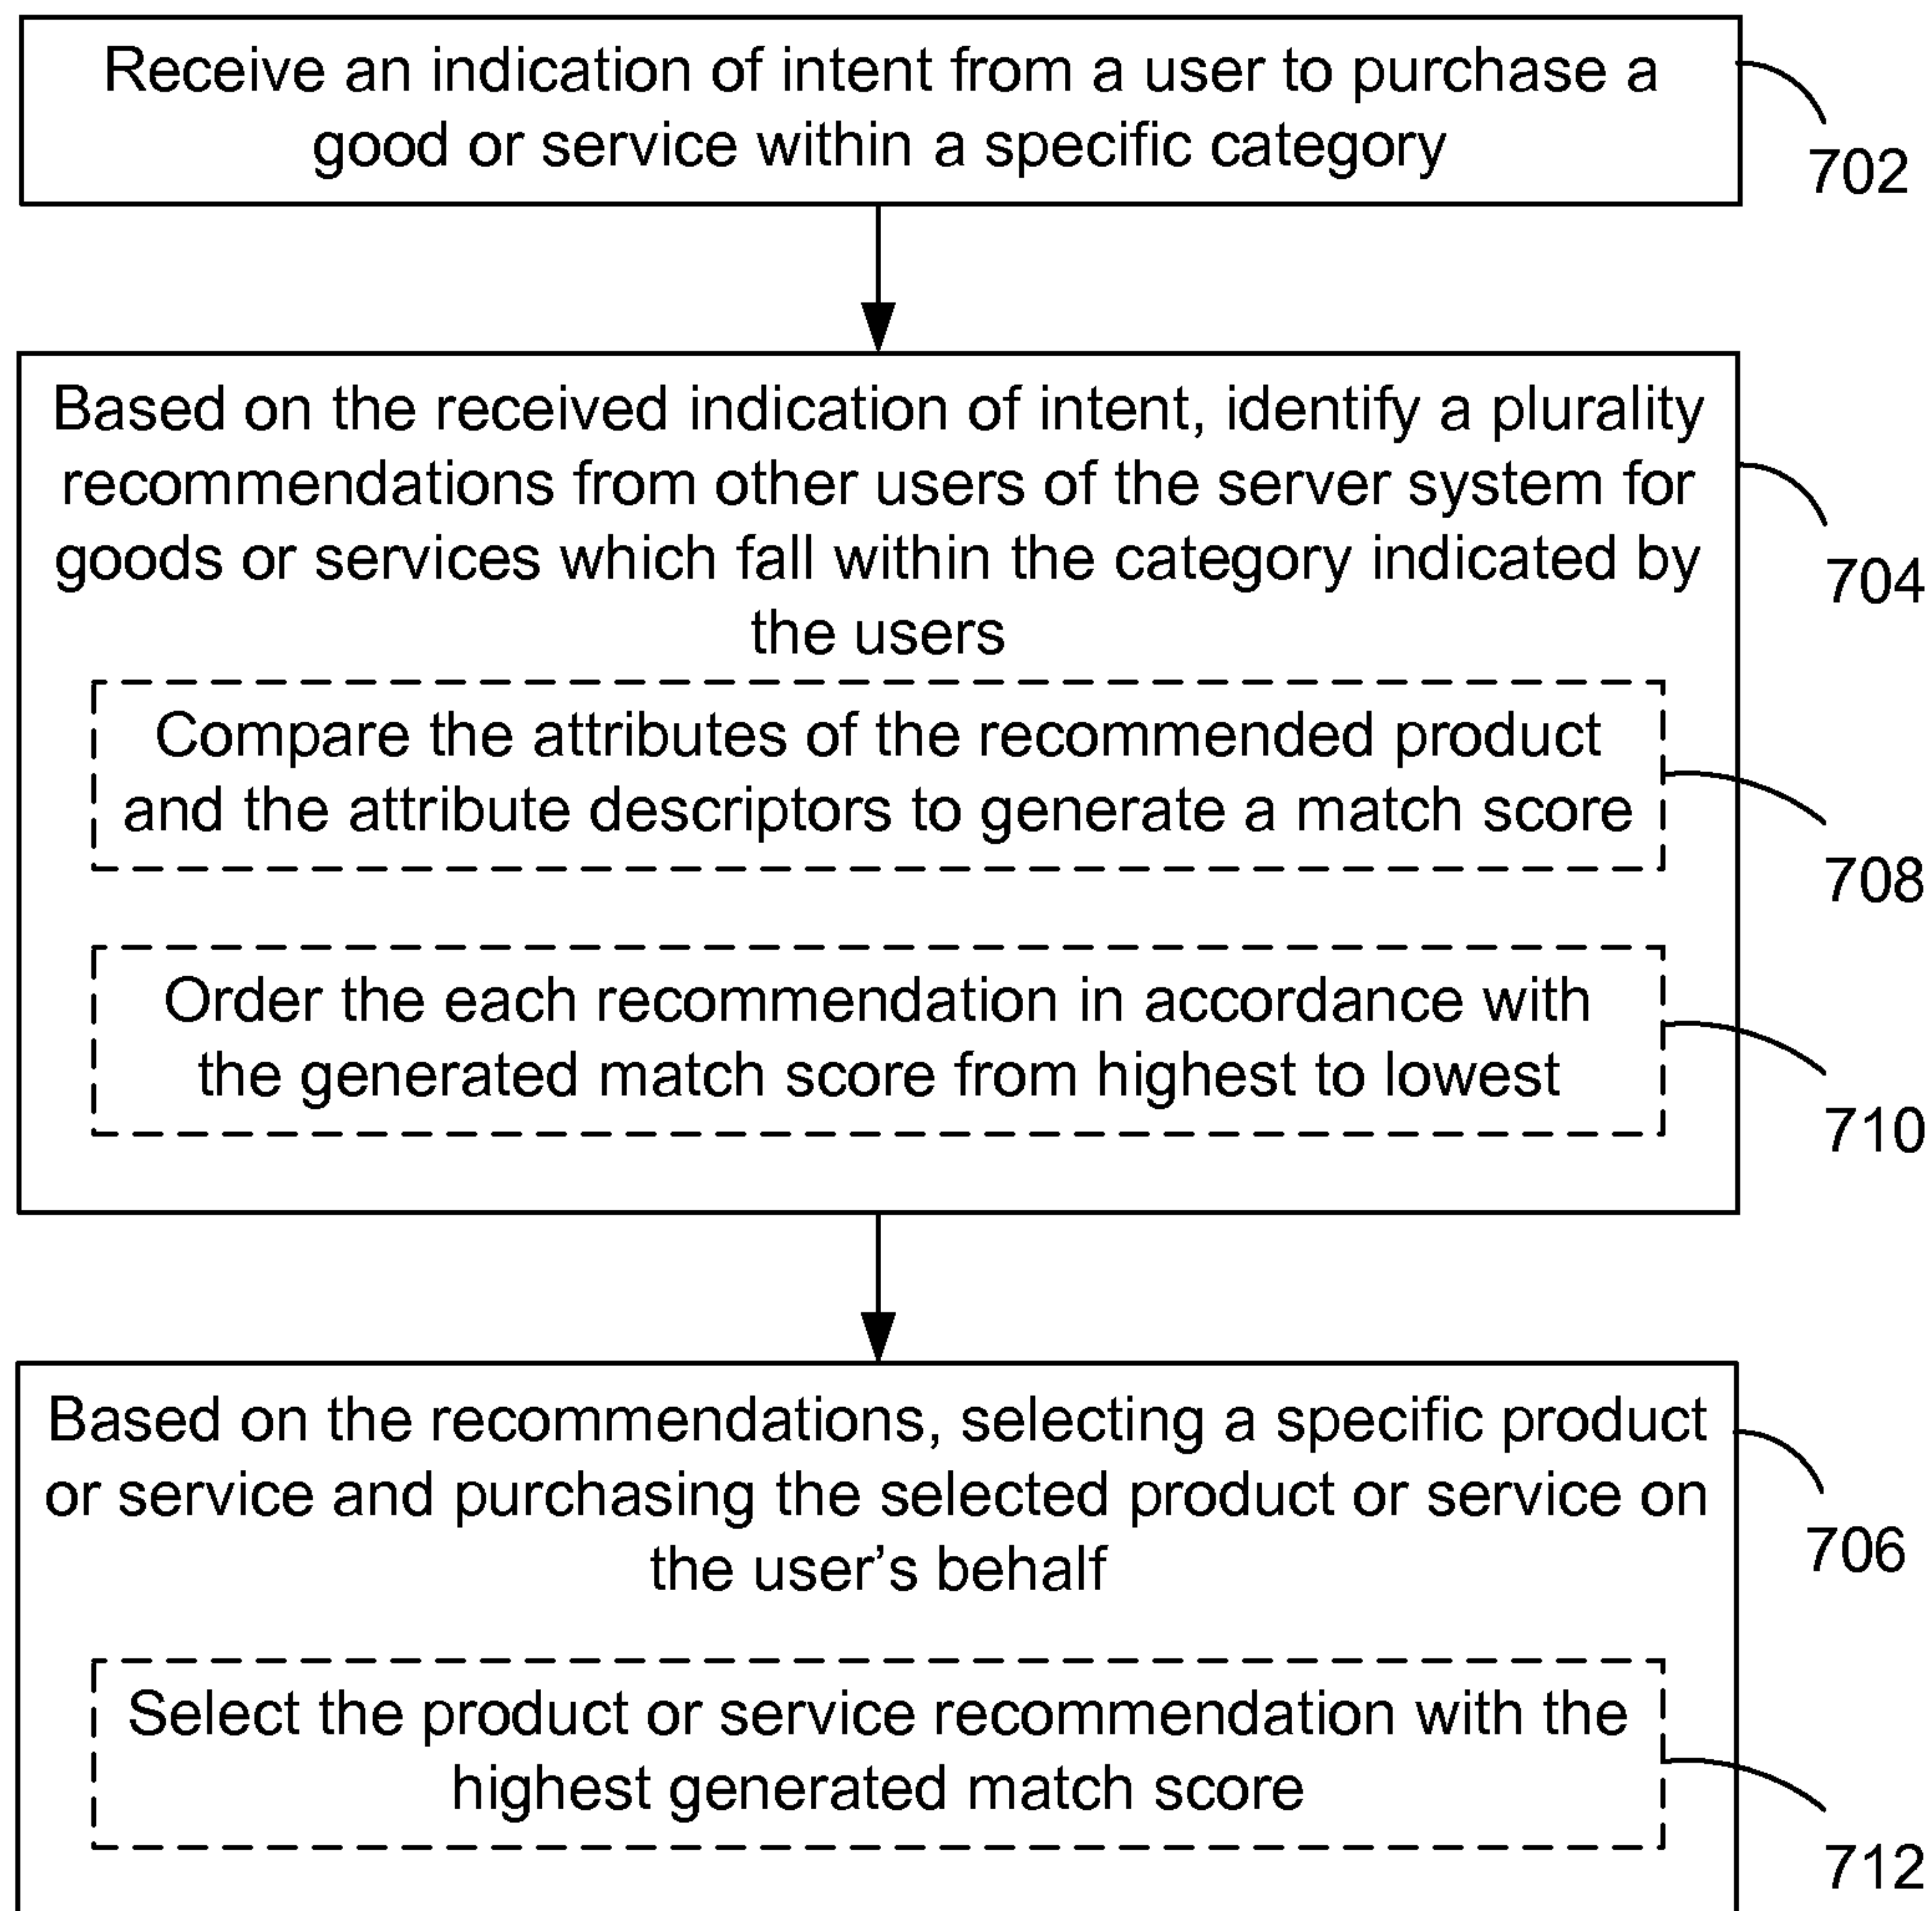 Receive an indication of intent from a user to purchase a
good or service within a specific category
702
Based on the received indication of intent, identify a plurality
recommendations from other users of the server system for
goods or services which fall within the category indicated by
the users
704
Compare the attributes of the recommended product
and the attribute descriptors to generate a match score
708
Order the each recommendation in accordance with
the generated match score from highest to lowest
710
Based on the recommendations, selecting a specific product
or service and purchasing the selected product or service on
the user’s behalf
706
Select the product or service recommendation with the
highest generated match score
712